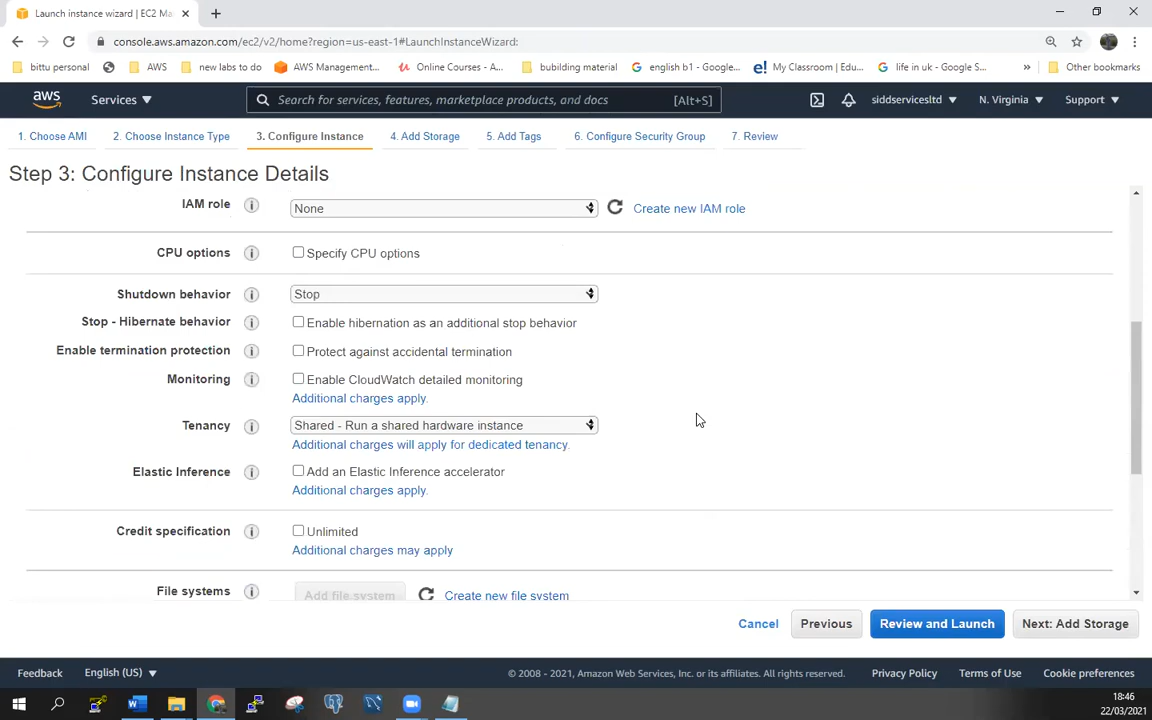 Launch instance wizard | EC2 Ma
console.aws.amazon.com/ec2/v2/home?region=us-east-1#LaunchInstanceWizard:
bittu personal AWS new labs to do AWS Management... Online Courses - A... bubuilding material english b1 - Google... My Classroom | Edu... life in uk - Google S... » Other bookmarks
aws Services Search for services, features, marketplace products, and docs [Alt+S] siddservicesltd N. Virginia Support
1. Choose AMI 2. Choose Instance Type 3. Configure Instance 4. Add Storage 5. Add Tags 6. Configure Security Group 7. Review
Step 3: Configure Instance Details
IAM role None Create new IAM role
CPU options Specify CPU options
Shutdown behavior Stop
Stop - Hibernate behavior Enable hibernation as an additional stop behavior
Enable termination protection Protect against accidental termination
Monitoring Enable CloudWatch detailed monitoring
Additional charges apply.
Tenancy Shared - Run a shared hardware instance
Additional charges will apply for dedicated tenancy.
Elastic Inference Add an Elastic Inference accelerator
Additional charges apply.
Credit specification Unlimited
Additional charges may apply
File systems Add file system Create new file system
Cancel Previous Review and Launch Next: Add Storage
Feedback English (US) © 2008 - 2021, Amazon Web Services, Inc. or its affiliates. All rights reserved. Privacy Policy Terms of Use Cookie preferences
18:46
22/03/2021